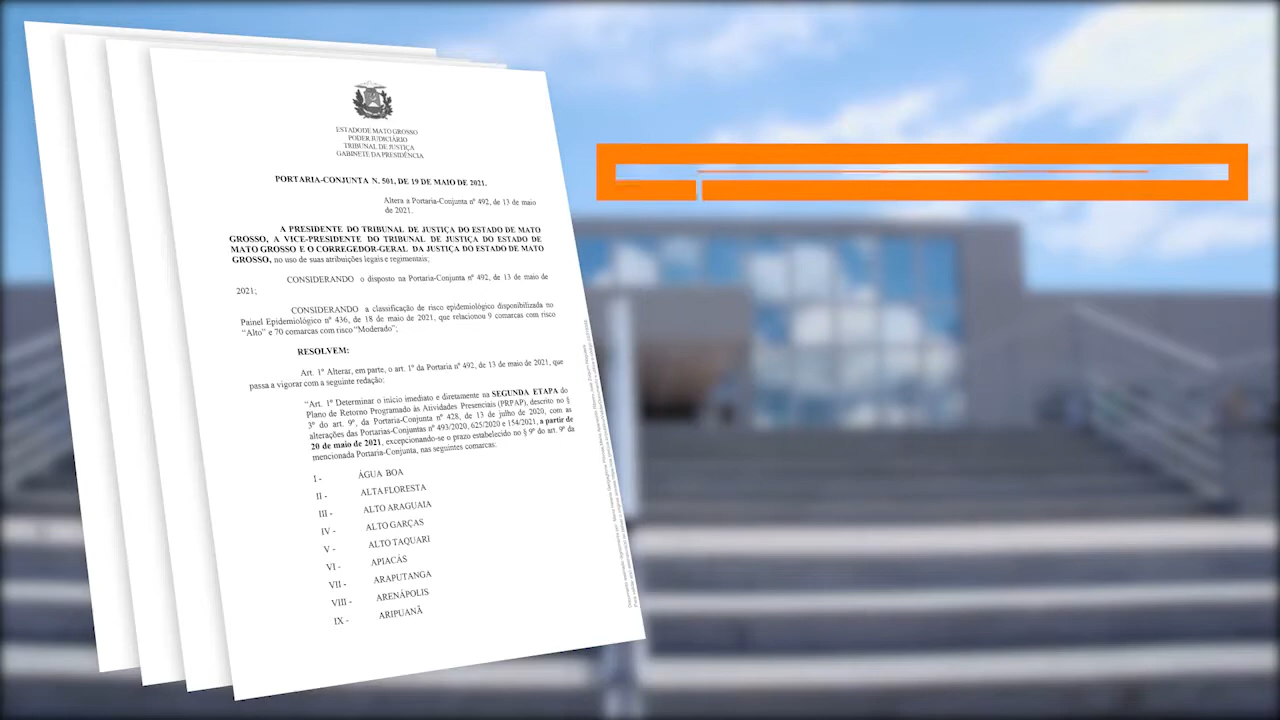 ESTADO DE MATO GROSSO
PODER JUDICIÁRIO
TRIBUNAL DE JUSTIÇA
GABINETE DA PRESIDÊNCIA
PORTARIA-CONJUNTA N. 501, DE 19 DE MAIO DE 2021.
Altera a Portaria-Conjunta nº 492, de 13 de maio
de 2021.
A PRESIDENTE DO TRIBUNAL DE JUSTIÇA DO ESTADO DE MATO
GROSSO, A VICE-PRESIDENTE DO TRIBUNAL DE JUSTIÇA DO ESTADO DE
MATO GROSSO E O CORREGEDOR-GERAL DA JUSTIÇA DO ESTADO DE MATO
GROSSO, no uso de suas atribuições legais e regimentais;
CONSIDERANDO o disposto na Portaria-Conjunta nº 492, de 13 de maio de
2021;
CONSIDERANDO a classificação de risco epidemiológico disponibilizada no
Painel Epidemiológico nº 436, de 18 de maio de 2021, que relacionou 9 comarcas com risco
"Alto" e 70 comarcas com risco "Moderado";
RESOLVEM:
Art. 1º Alterar, em parte, o art. 1º da Portaria nº 492, de 13 de maio de 2021, que
passa a vigorar com a seguinte redação:
"Art. 1º Determinar o início imediato e diretamente na SEGUNDA ETAPA do
Plano de Retorno Programado às Atividades Presenciais (PRPAP), descrito no §
3º do art. 9º, da Portaria-Conjunta nº 428, de 13 de julho de 2020, com as
alterações das Portarias-Conjuntas nº 493/2020, 625/2020 e 154/2021, a partir de
20 de maio de 2021, excepcionando-se o prazo estabelecido no § 9º do art. 9º da
mencionada Portaria-Conjunta, nas seguintes comarcas:
I - ÁGUA BOA
II - ALTA FLORESTA
III - ALTO ARAGUAIA
IV - ALTO GARÇAS
V - ALTO TAQUARI
VI - APIACÁS
VII - ARAPUTANGA
VIII - ARENÁPOLIS
IX - ARIPUANÃ